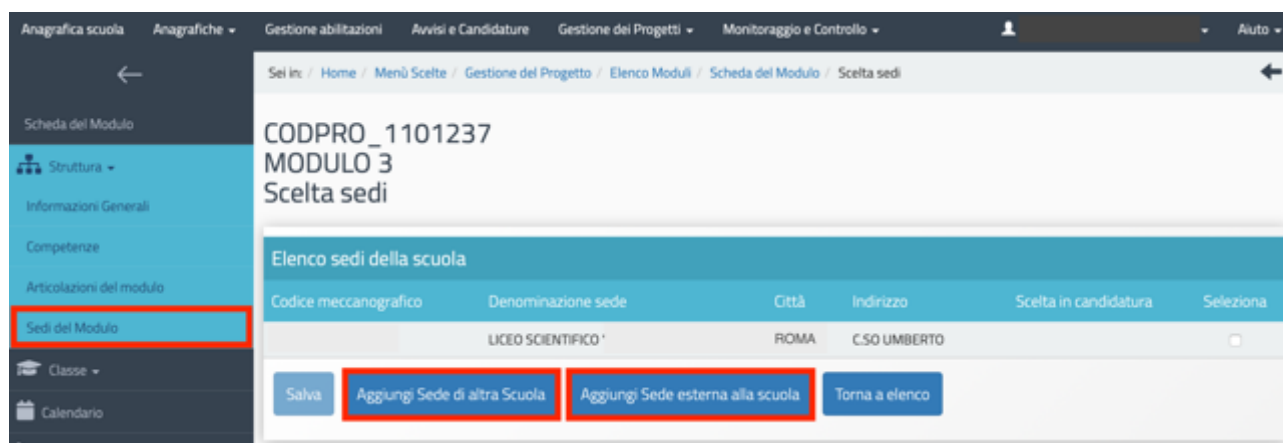 Anagrafica scuola Anagrafiche Gestione abilitazioni Avvisi e Candidature Gestione dei Progetti Monitoraggio e Controllo Aiuto
Sei in: / Home / Menù Scelte / Gestione del Progetto / Elenco Moduli / Scheda del Modulo / Scelta sedi
Scheda del Modulo
Struttura
Informazioni Generali
Competenze
Articolazioni del modulo
Sedi del Modulo
Classe
Calendario
CODPRO_1101237
MODULO 3
Scelta sedi
Elenco sedi della scuola
Codice meccanografico Denominazione sede Città Indirizzo Scelta in candidatura Seleziona
LICEO SCIENTIFICO ' ROMA C.SO UMBERTO
Salva Aggiungi Sede di altra Scuola Aggiungi Sede esterna alla scuola Torna a elenco